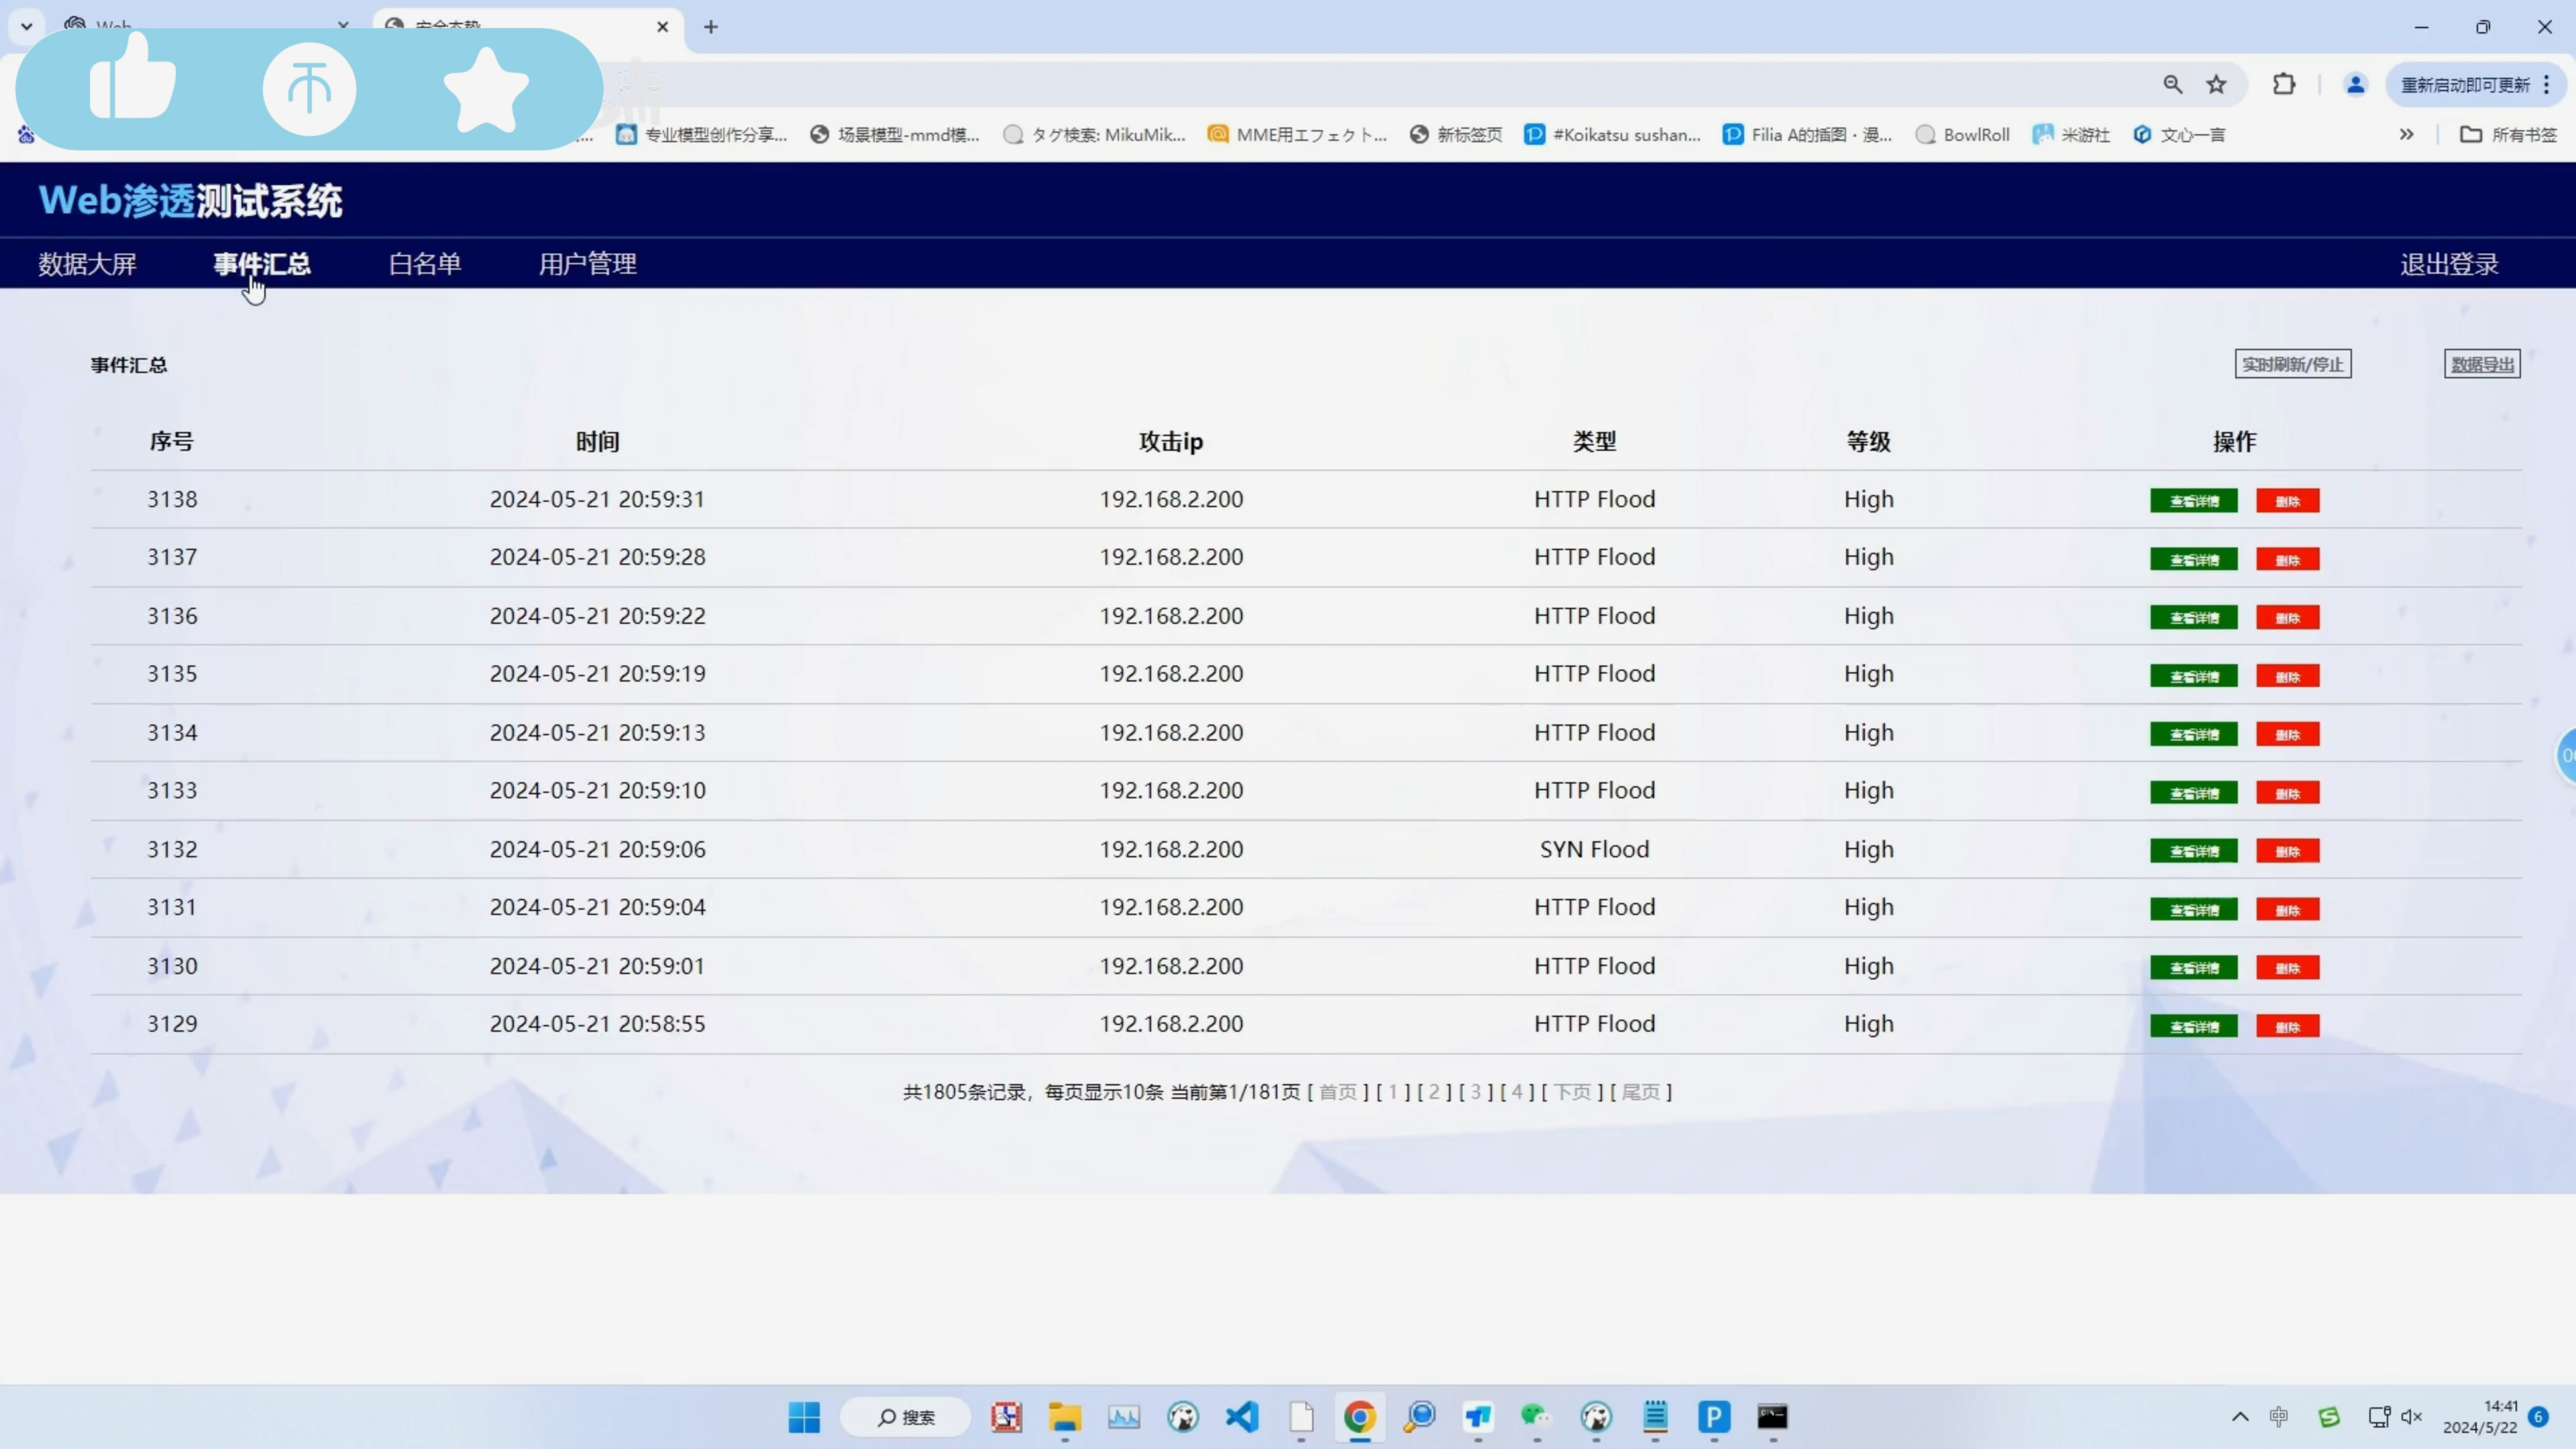 安全态势
重新启动即可更新
专业模型创作分享... 场景模型-mmd模... タグ検索: MikuMik... MME用エフェクト... 新标签页 #Koikatsu sushan... Filia A的插图・漫... BowlRoll 米游社 文心一言 » 所有书签
Web渗透测试系统
数据大屏 事件汇总 白名单 用户管理 退出登录
事件汇总 实时刷新/停止 数据导出
序号 时间 攻击ip 类型 等级 操作
3138 2024-05-21 20:59:31 192.168.2.200 HTTP Flood High 查看详情 删除
3137 2024-05-21 20:59:28 192.168.2.200 HTTP Flood High 查看详情 删除
3136 2024-05-21 20:59:22 192.168.2.200 HTTP Flood High 查看详情 删除
3135 2024-05-21 20:59:19 192.168.2.200 HTTP Flood High 查看详情 删除
3134 2024-05-21 20:59:13 192.168.2.200 HTTP Flood High 查看详情 删除
3133 2024-05-21 20:59:10 192.168.2.200 HTTP Flood High 查看详情 删除
3132 2024-05-21 20:59:06 192.168.2.200 SYN Flood High 查看详情 删除
3131 2024-05-21 20:59:04 192.168.2.200 HTTP Flood High 查看详情 删除
3130 2024-05-21 20:59:01 192.168.2.200 HTTP Flood High 查看详情 删除
3129 2024-05-21 20:58:55 192.168.2.200 HTTP Flood High 查看详情 删除
共1805条记录，每页显示10条 当前第1/181页 [ 首页 ] [ 1 ] [ 2 ] [ 3 ] [ 4 ] [ 下页 ] [ 尾页 ]
搜索 中 14:41 6
2024/5/22